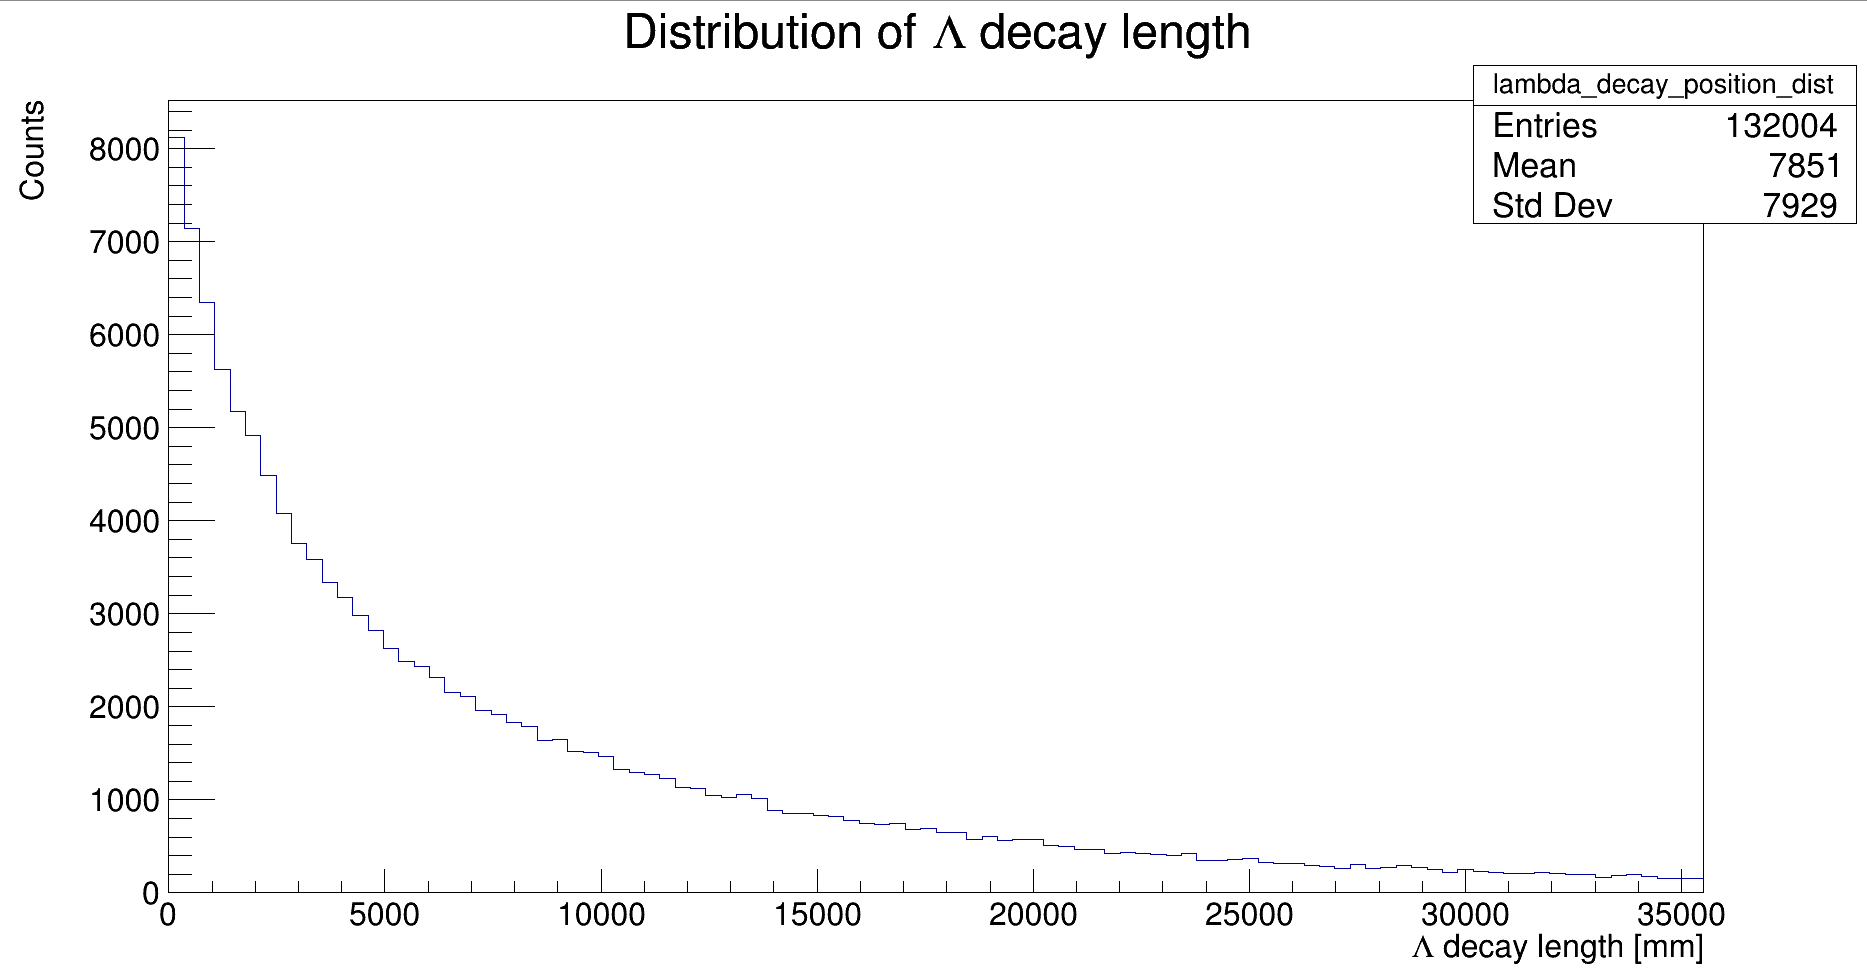 Distribution of Λ decay length
lambda_decay_position_dist
Entries 132004
Mean 7851
Std Dev 7929
Counts
8000
7000
6000
5000
4000
3000
2000
1000
0
0 5000 10000 15000 20000 25000 30000 35000
Λ decay length [mm]